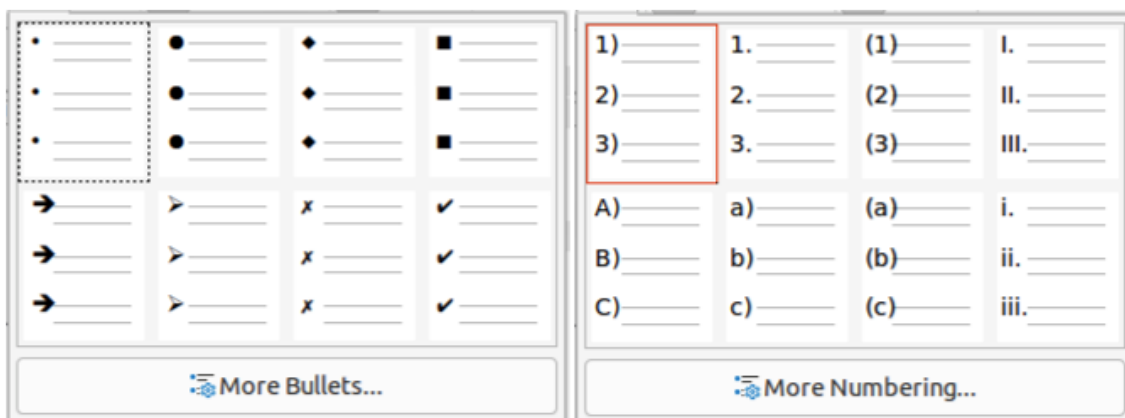 1) 1. (1) I.
2) 2. (2) II.
3) 3. (3) III.
A) a) (a) i.
B) b) (b) ii.
C) c) (c) iii.
More Bullets... More Numbering...